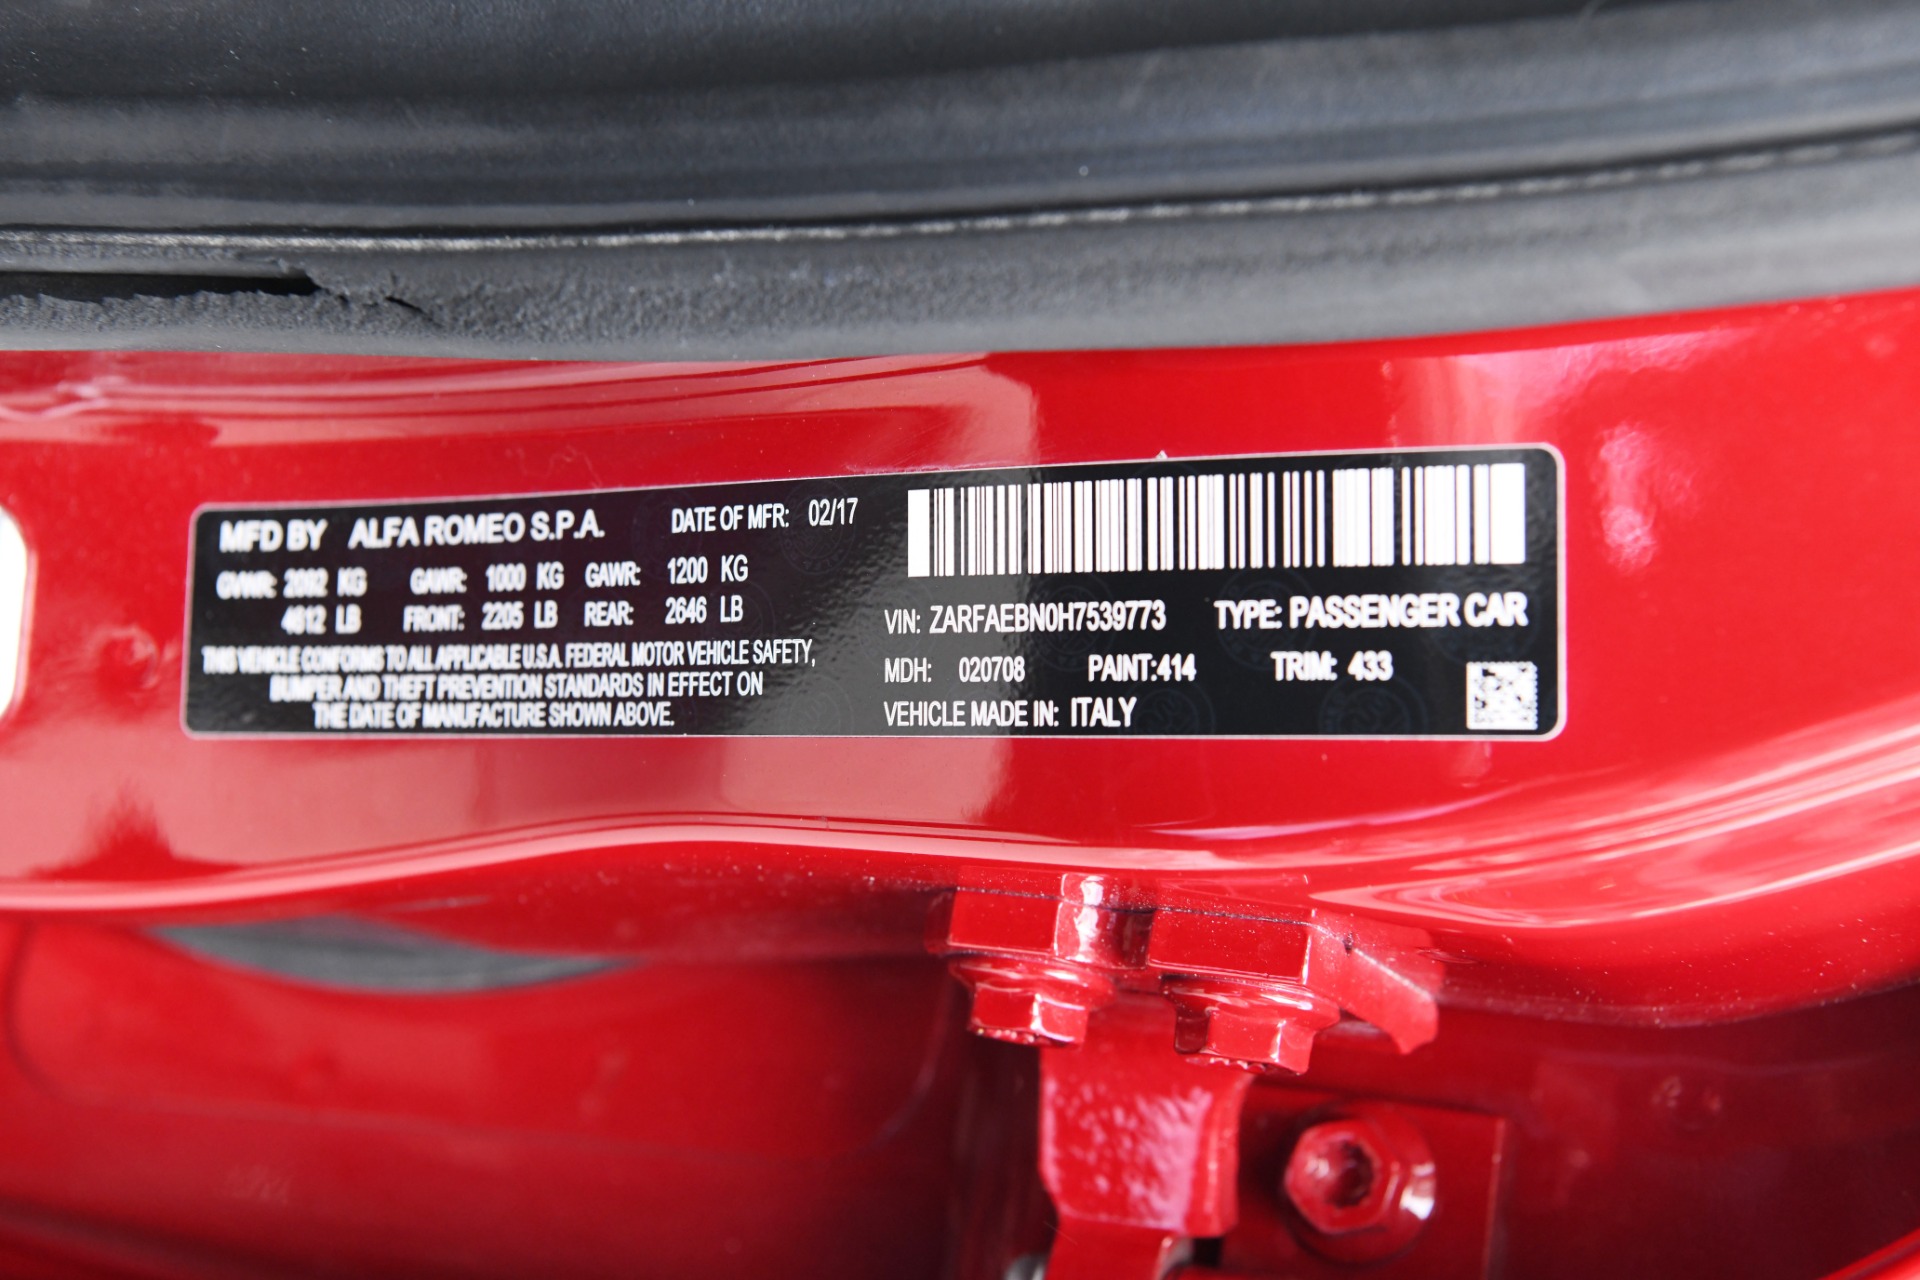 MFD BY ALFA ROMEO S.P.A. DATE OF MFR: 02/17
GVWR: 2092 KG GAWR: 1000 KG GAWR: 1200 KG
4612 LB FRONT: 2205 LB REAR: 2646 LB
THIS VEHICLE CONFORMS TO ALL APPLICABLE U.S.A. FEDERAL MOTOR VEHICLE SAFETY,
BUMPER AND THEFT PREVENTION STANDARDS IN EFFECT ON
THE DATE OF MANUFACTURE SHOWN ABOVE.
VIN: ZARFAEBN0H7539773 TYPE: PASSENGER CAR
MDH: 020708 PAINT:414 TRIM: 433
VEHICLE MADE IN: ITALY